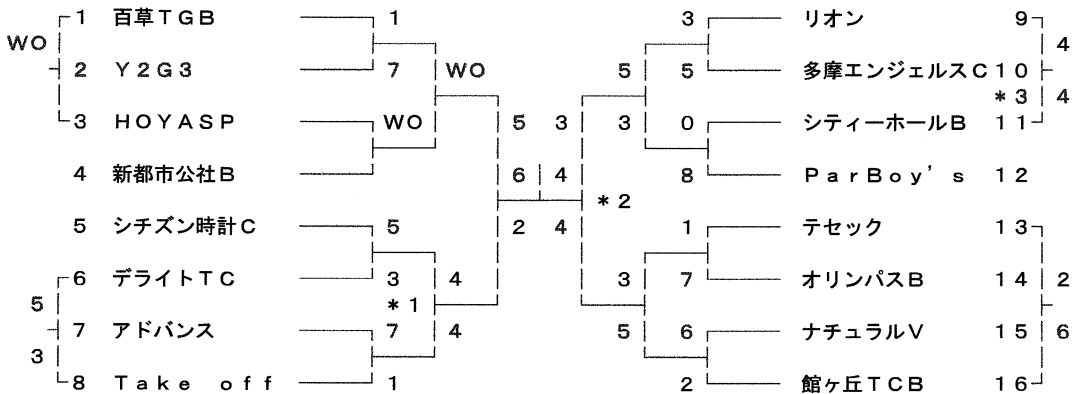 1 百草TGB 1 3 リオン 9
WO 4
2 Y2G3 7 WO 5 5 多摩エンジェルスC 10
*3 4
3 HOYASP WO 5 3 3 0 シティーホールB 11
4 新都市公社B 6 4 8 ParBoy's 12
*2
5 シチズン時計C 5 2 4 1 テセック 13
6 デライトTC 3 4 3 7 オリンパスB 14 2
5 *1
7 アドバンス 7 4 5 6 ナチュラルV 15 6
3
8 Take off 1 2 館ヶ丘TCB 16